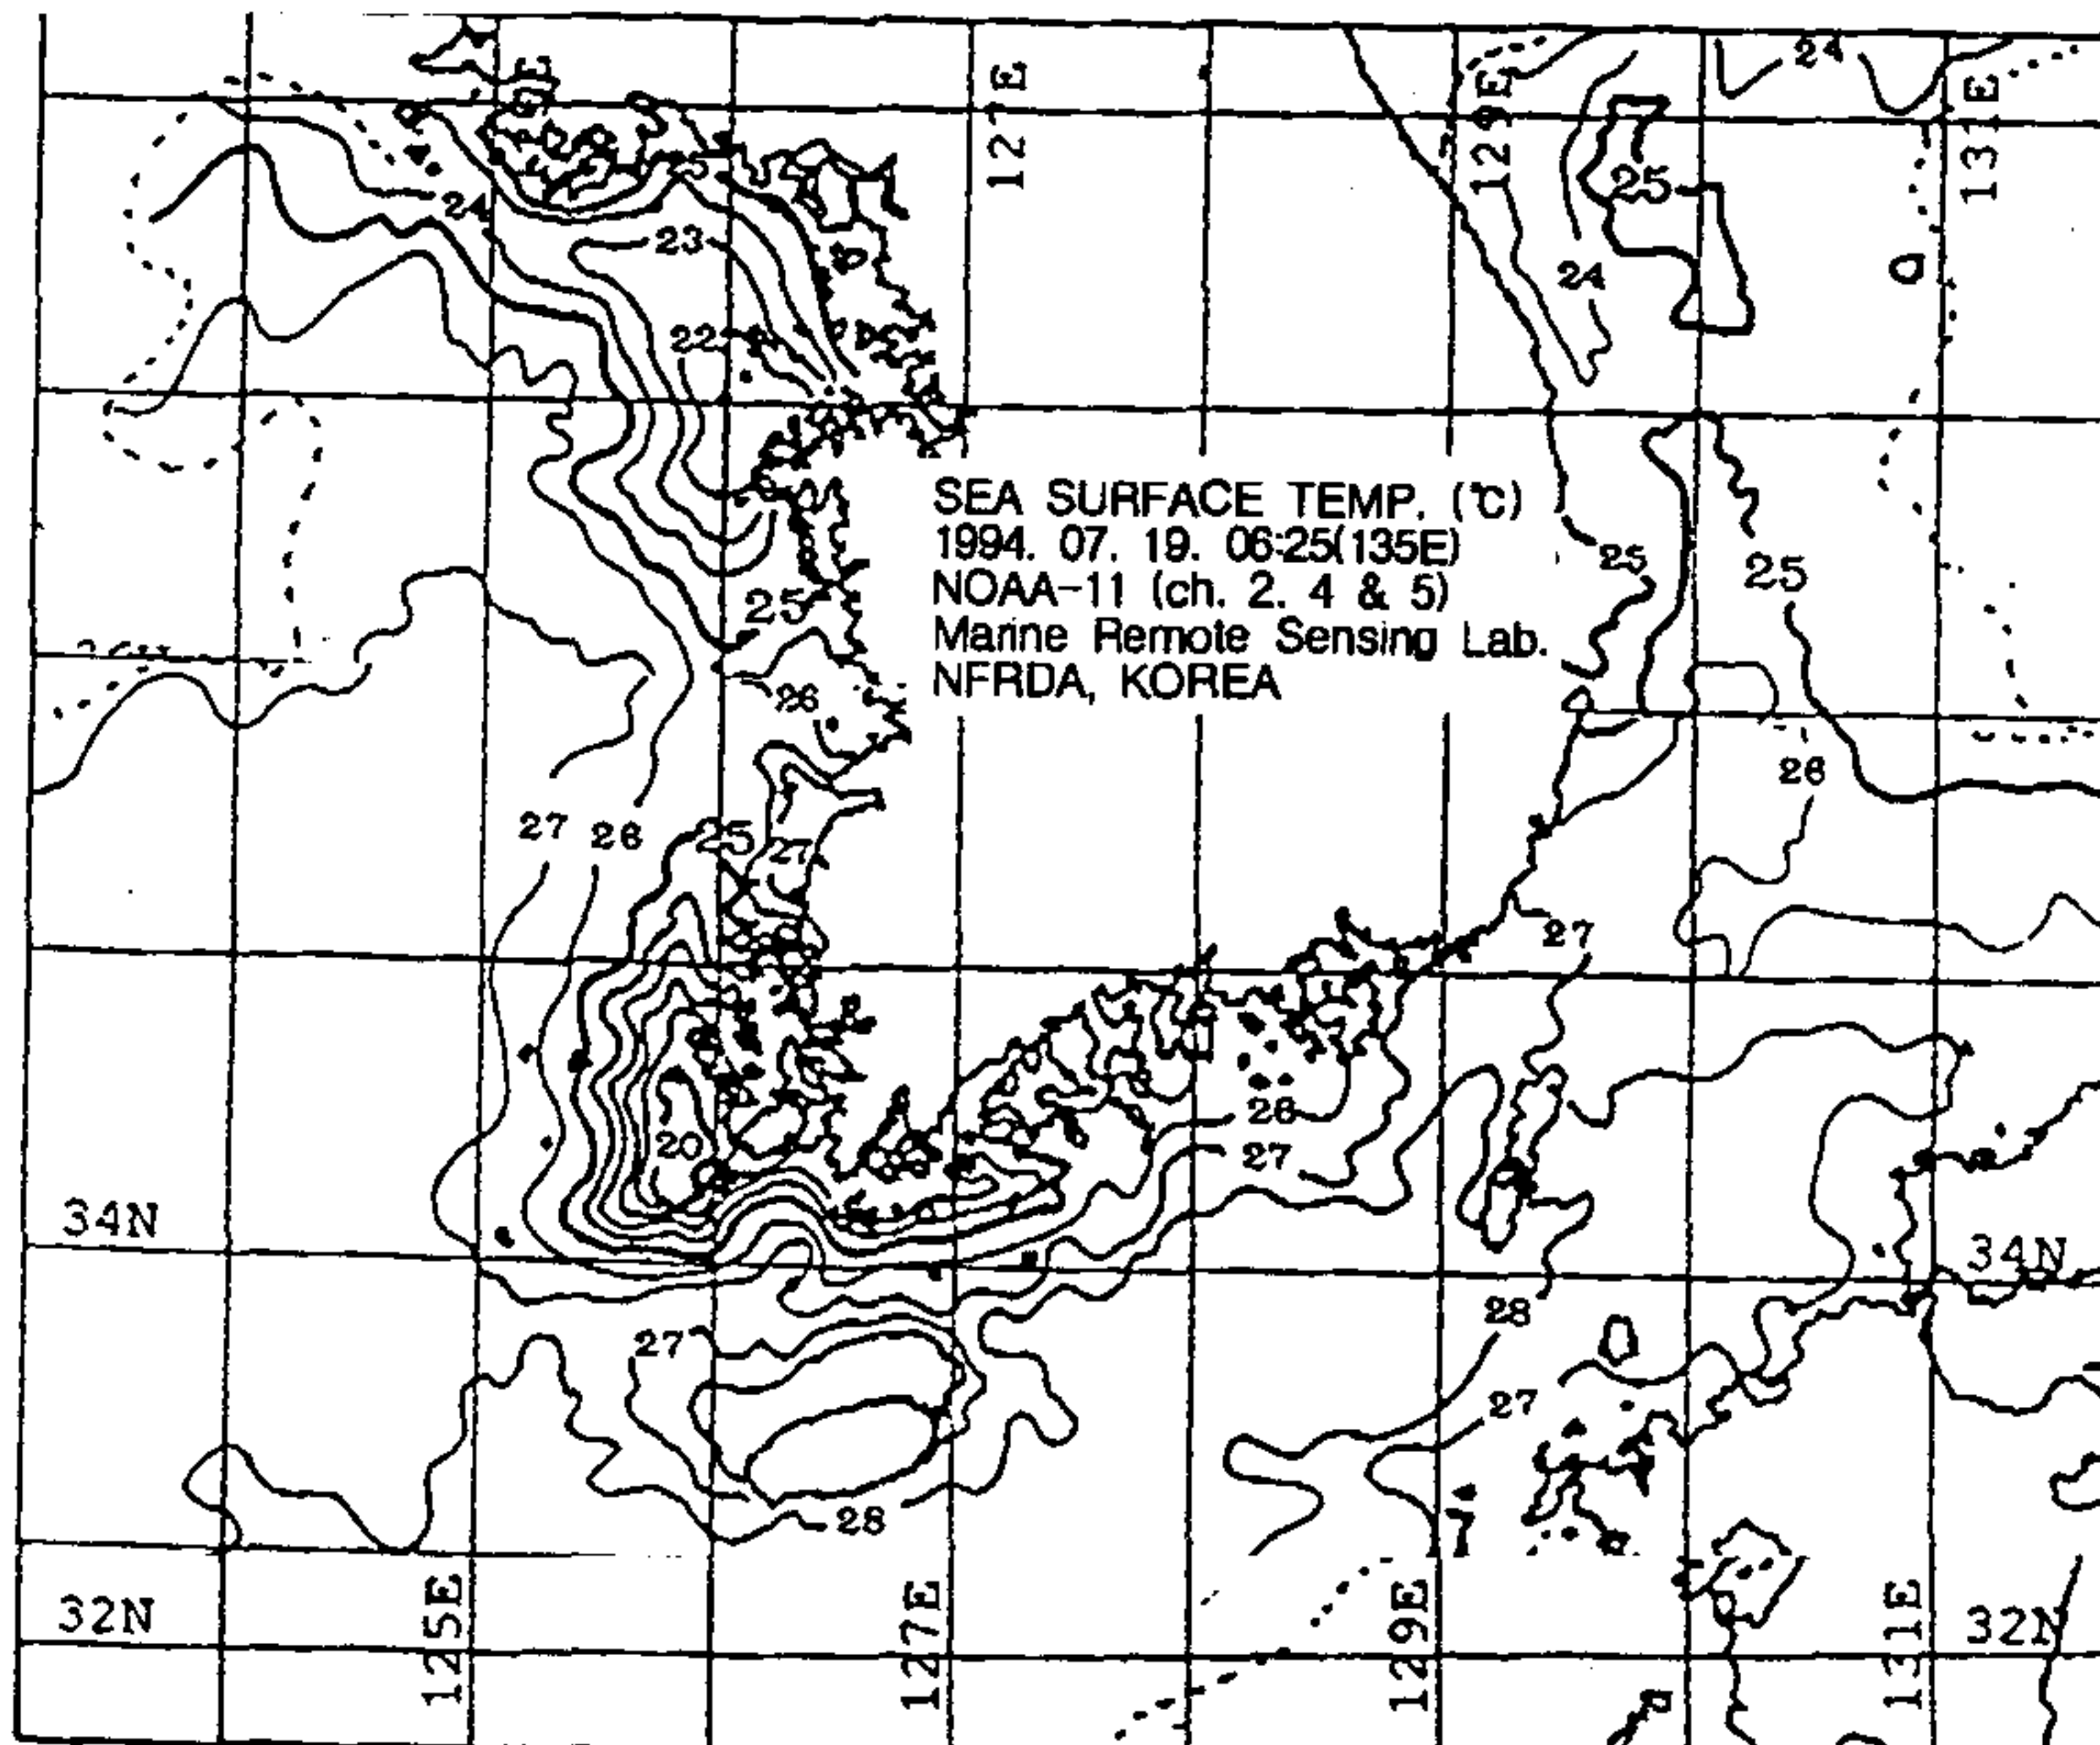 127E
129E
24
131E
25
24
23
24
22
SEA SURFACE TEMP. (℃)
1994. 07. 19. 06:25(135E)
NOAA-11 (ch. 2. 4 & 5)
Marine Remote Sensing Lab.
NFRDA, KOREA
25
25
25
26
26
27
26
25
27
27
26
27
20
34N
34N
28
27
27
28
32N
125E
127E
129E
131E
32N